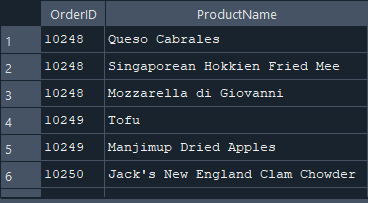 OrderID ProductName
1 10248 Queso Cabrales
2 10248 Singaporean Hokkien Fried Mee
3 10248 Mozzarella di Giovanni
4 10249 Tofu
5 10249 Manjimup Dried Apples
6 10250 Jack's New England Clam Chowder